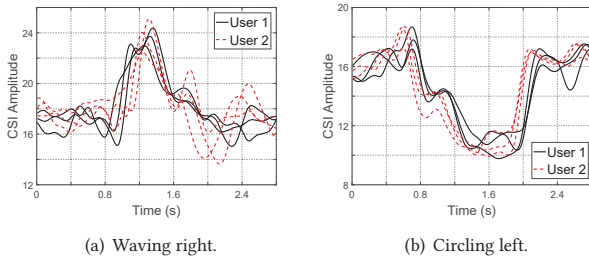 24
20
16
12
0
0.8
1.6
2.4
CSI Amplitude
Time (s)
User 1
User 2
(a) Waving right.
20
16
12
8
0
0.8
1.6
2.4
CSI Amplitude
Time (s)
User 1
User 2
(b) Circling left.